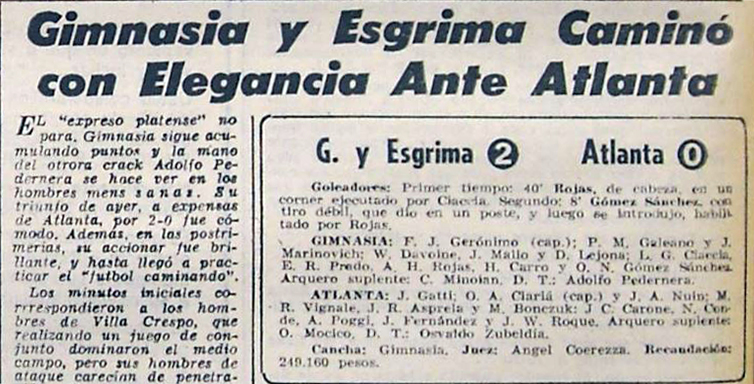 Gimnasia y Esgrima Caminó
con Elegancia Ante Atlanta
EL "expreso platense" no
para, Gimnasia sigue acu-
mulando puntos y la mano
del otrora crack Adolfo Pe-
dernera se hace ver en los
hombres mens sanas. Su
triunfo de ayer, a expensas
de Atlanta, por 2-0 fue có-
modo. Además, en las postri-
merías, su accionar fue bri-
llante, y hasta llegó a prac-
ticar el "futbol caminando".
Los minutos iniciales co-
rrrespondieron a los hom-
bres de Villa Crespo, que
realizando un juego de con-
junto dominaron el medio
campo, pero sus hombres de
ataque carecían de penetra-
G. y Esgrima 2 Atlanta 0
Goleadores: Primer tiempo: 40' Rojas, de cabeza, en un
corner ejecutado por Ciaccia. Segundo: 8' Gómez Sánchez, con
tiro débil, que dio en un poste, y luego se introdujo, habili-
tado por Rojas.
GIMNASIA: F. J. Gerónimo (cap.); P. M. Galeano y J.
Marinovich; W. Davoine, J. Mallo y D. Lejona; L. G. Ciaccia,
E. R. Prado, A. H. Rojas, H. Carro y O. N. Gómez Sánchez.
Arquero suplente: C. Minoian. D. T.: Adolfo Pedernera.
ATLANTA: J. Gatti; O. A. Clariá (cap.) y J. A. Nuin; M.
R. Vignale, J. R. Aspreia y M. Bonczuk; J C. Carone, N. Con-
de, A. Poggi, J. Fernández y J. W. Roque. Arquero suplente:
O. Mocico, D. T.: Osvaldo Zubeldía.
Cancha: Gimnasia. Juez: Angel Coerezza. Recaudación:
249.160 pesos.